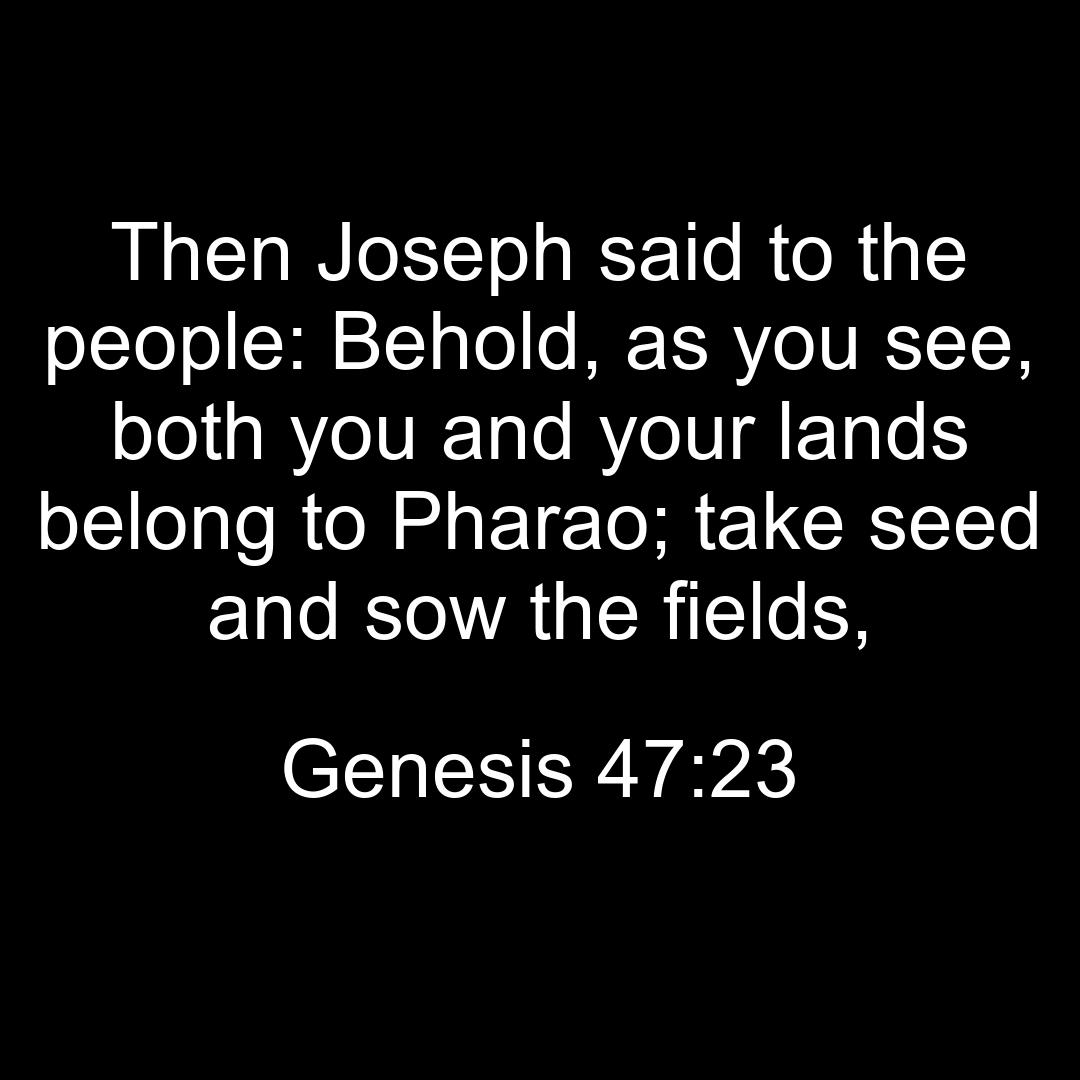 Then Joseph said to the
people: Behold, as you see,
both you and your lands
belong to Pharao; take seed
and sow the fields,
Genesis 47:23